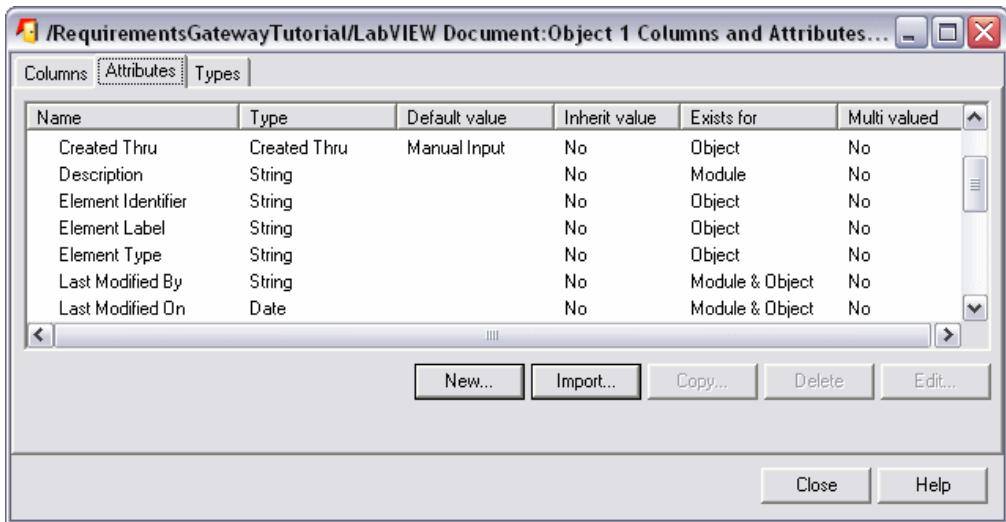 /RequirementsGatewayTutorial/LabVIEW Document:Object 1 Columns and Attributes...
Columns Attributes Types
Name Type Default value Inherit value Exists for Multi valued
Created Thru Created Thru Manual Input No Object No
Description String No Module No
Element Identifier String No Object No
Element Label String No Object No
Element Type String No Object No
Last Modified By String No Module & Object No
Last Modified On Date No Module & Object No
New... Import... Copy... Delete Edit...
Close Help